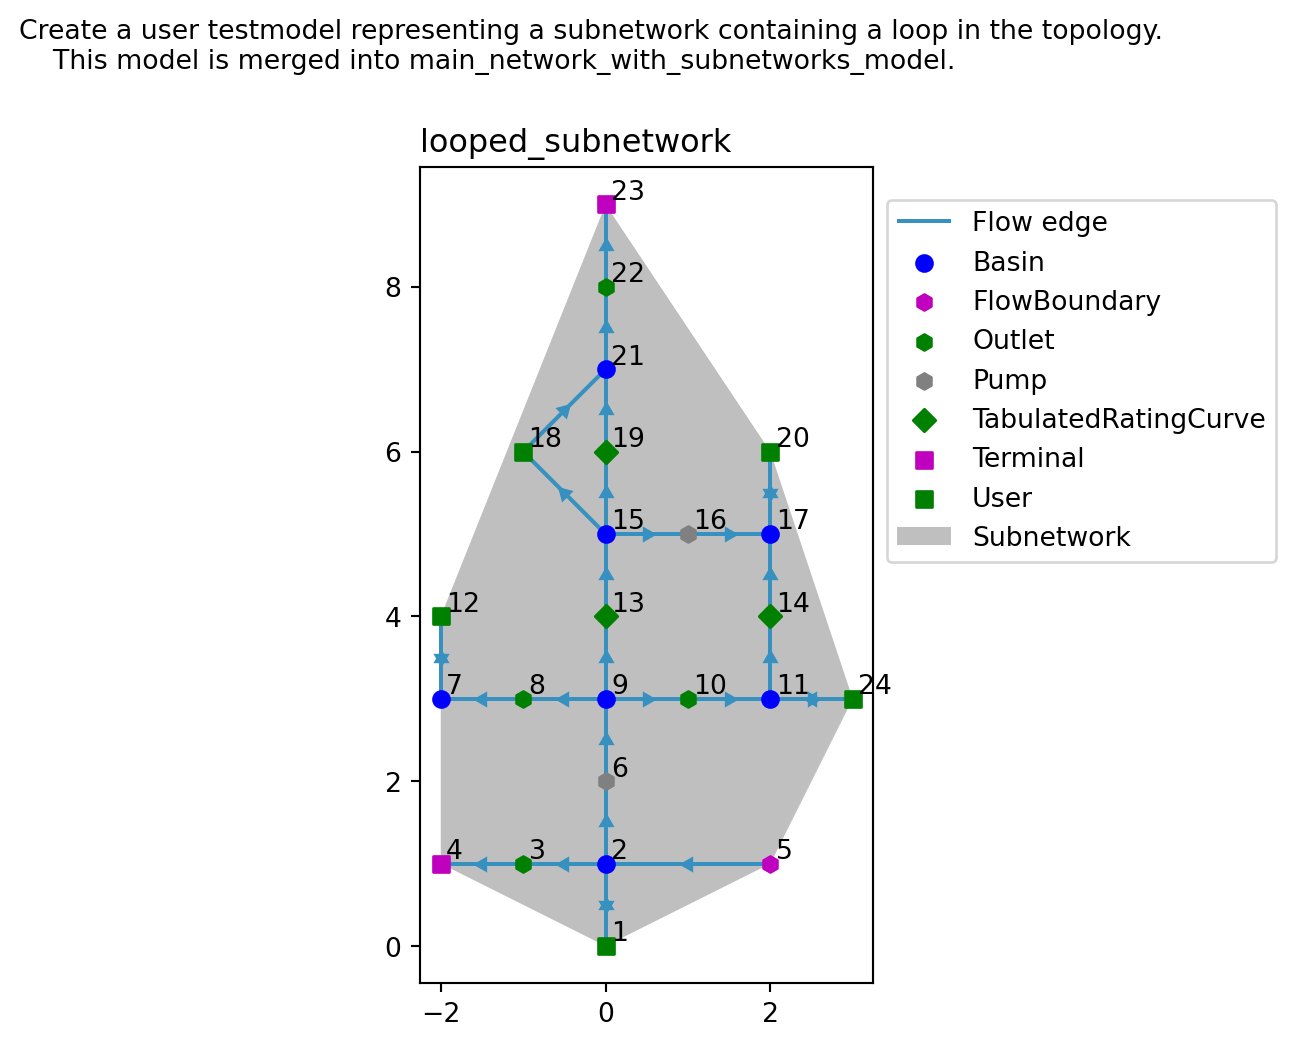 Create a user testmodel representing a subnetwork containing a loop in the topology.
This model is merged into main_network_with_subnetworks_model.
looped_subnetwork
23
22
21
18 19 20
15 16 17
12 13 14
7 8 9 10 11 24
6
4 3 2 5
1
8
6
4
2
0
−2 0 2
Flow edge
Basin
FlowBoundary
Outlet
Pump
TabulatedRatingCurve
Terminal
User
Subnetwork